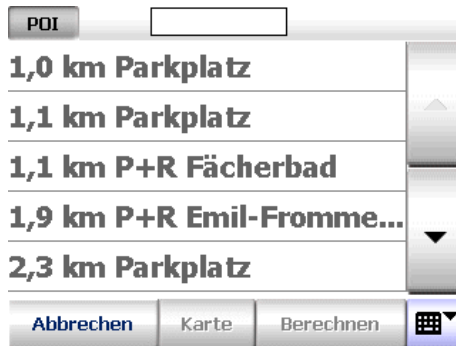 POI
1,0 km Parkplatz
1,1 km Parkplatz
1,1 km P+R Fächerbad
1,9 km P+R Emil-Fromme...
2,3 km Parkplatz
Abbrechen Karte Berechnen